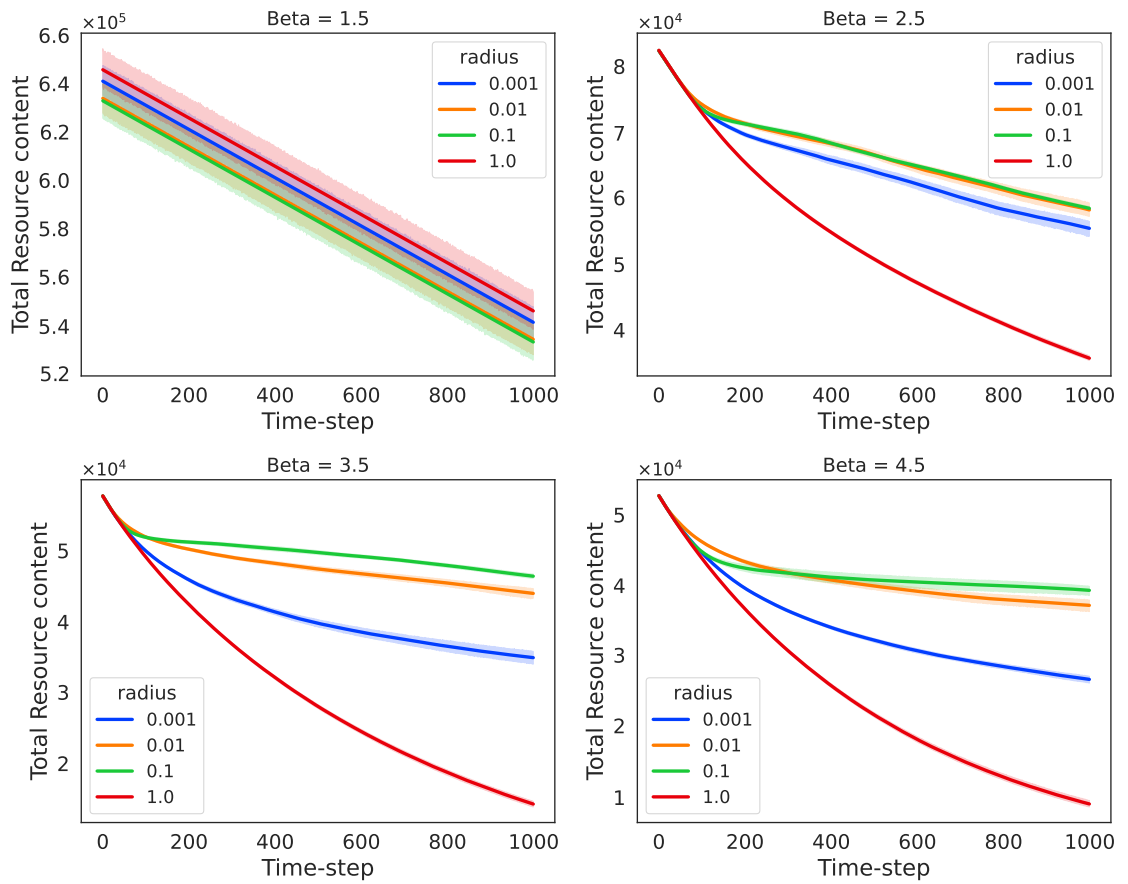 Beta = 1.5
×10⁵
Total Resource content
6.6
6.4
6.2
6.0
5.8
5.6
5.4
5.2
radius
0.001
0.01
0.1
1.0
0 200 400 600 800 1000
Time-step
Beta = 2.5
×10⁴
Total Resource content
8
7
6
5
4
radius
0.001
0.01
0.1
1.0
0 200 400 600 800 1000
Time-step
Beta = 3.5
×10⁴
Total Resource content
5
4
3
2
radius
0.001
0.01
0.1
1.0
0 200 400 600 800 1000
Time-step
Beta = 4.5
×10⁴
Total Resource content
5
4
3
2
1
radius
0.001
0.01
0.1
1.0
0 200 400 600 800 1000
Time-step